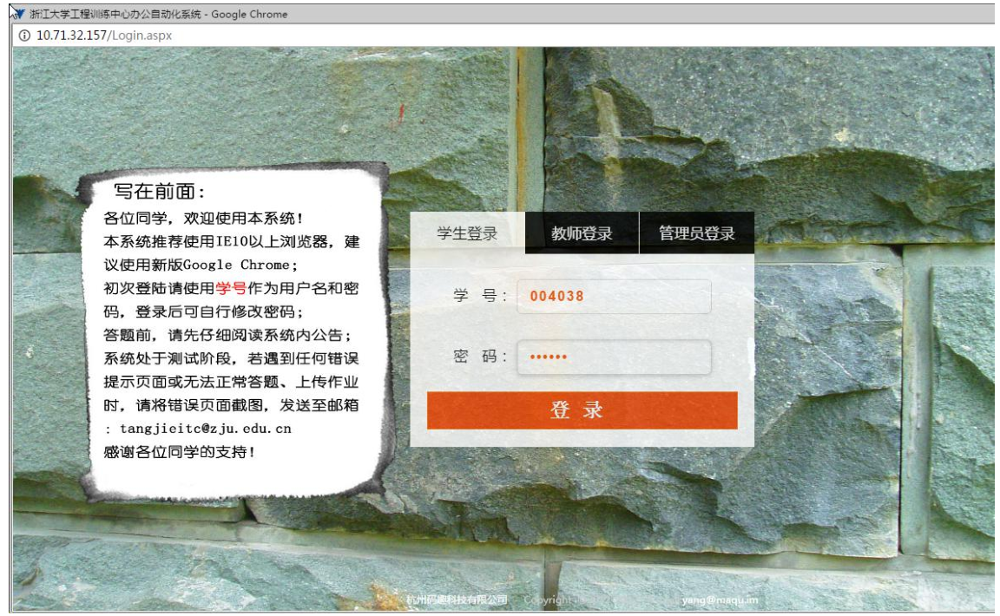 浙江大学工程训练中心办公自动化系统 - Google Chrome
10.71.32.157/Login.aspx
写在前面：
各位同学，欢迎使用本系统！
本系统推荐使用IE10以上浏览器，建
议使用新版Google Chrome；
初次登陆请使用学号作为用户名和密
码，登录后可自行修改密码；
答题前，请先仔细阅读系统内公告；
系统处于测试阶段，若遇到任何错误
提示页面或无法正常答题、上传作业
时，请将错误页面截图，发送至邮箱
：tangjieitc@zju.edu.cn
感谢各位同学的支持！
学生登录 教师登录 管理员登录
学 号： 004038
密 码： ••••••
登 录
杭州码趣科技有限公司 Copyright yang@maqu.im